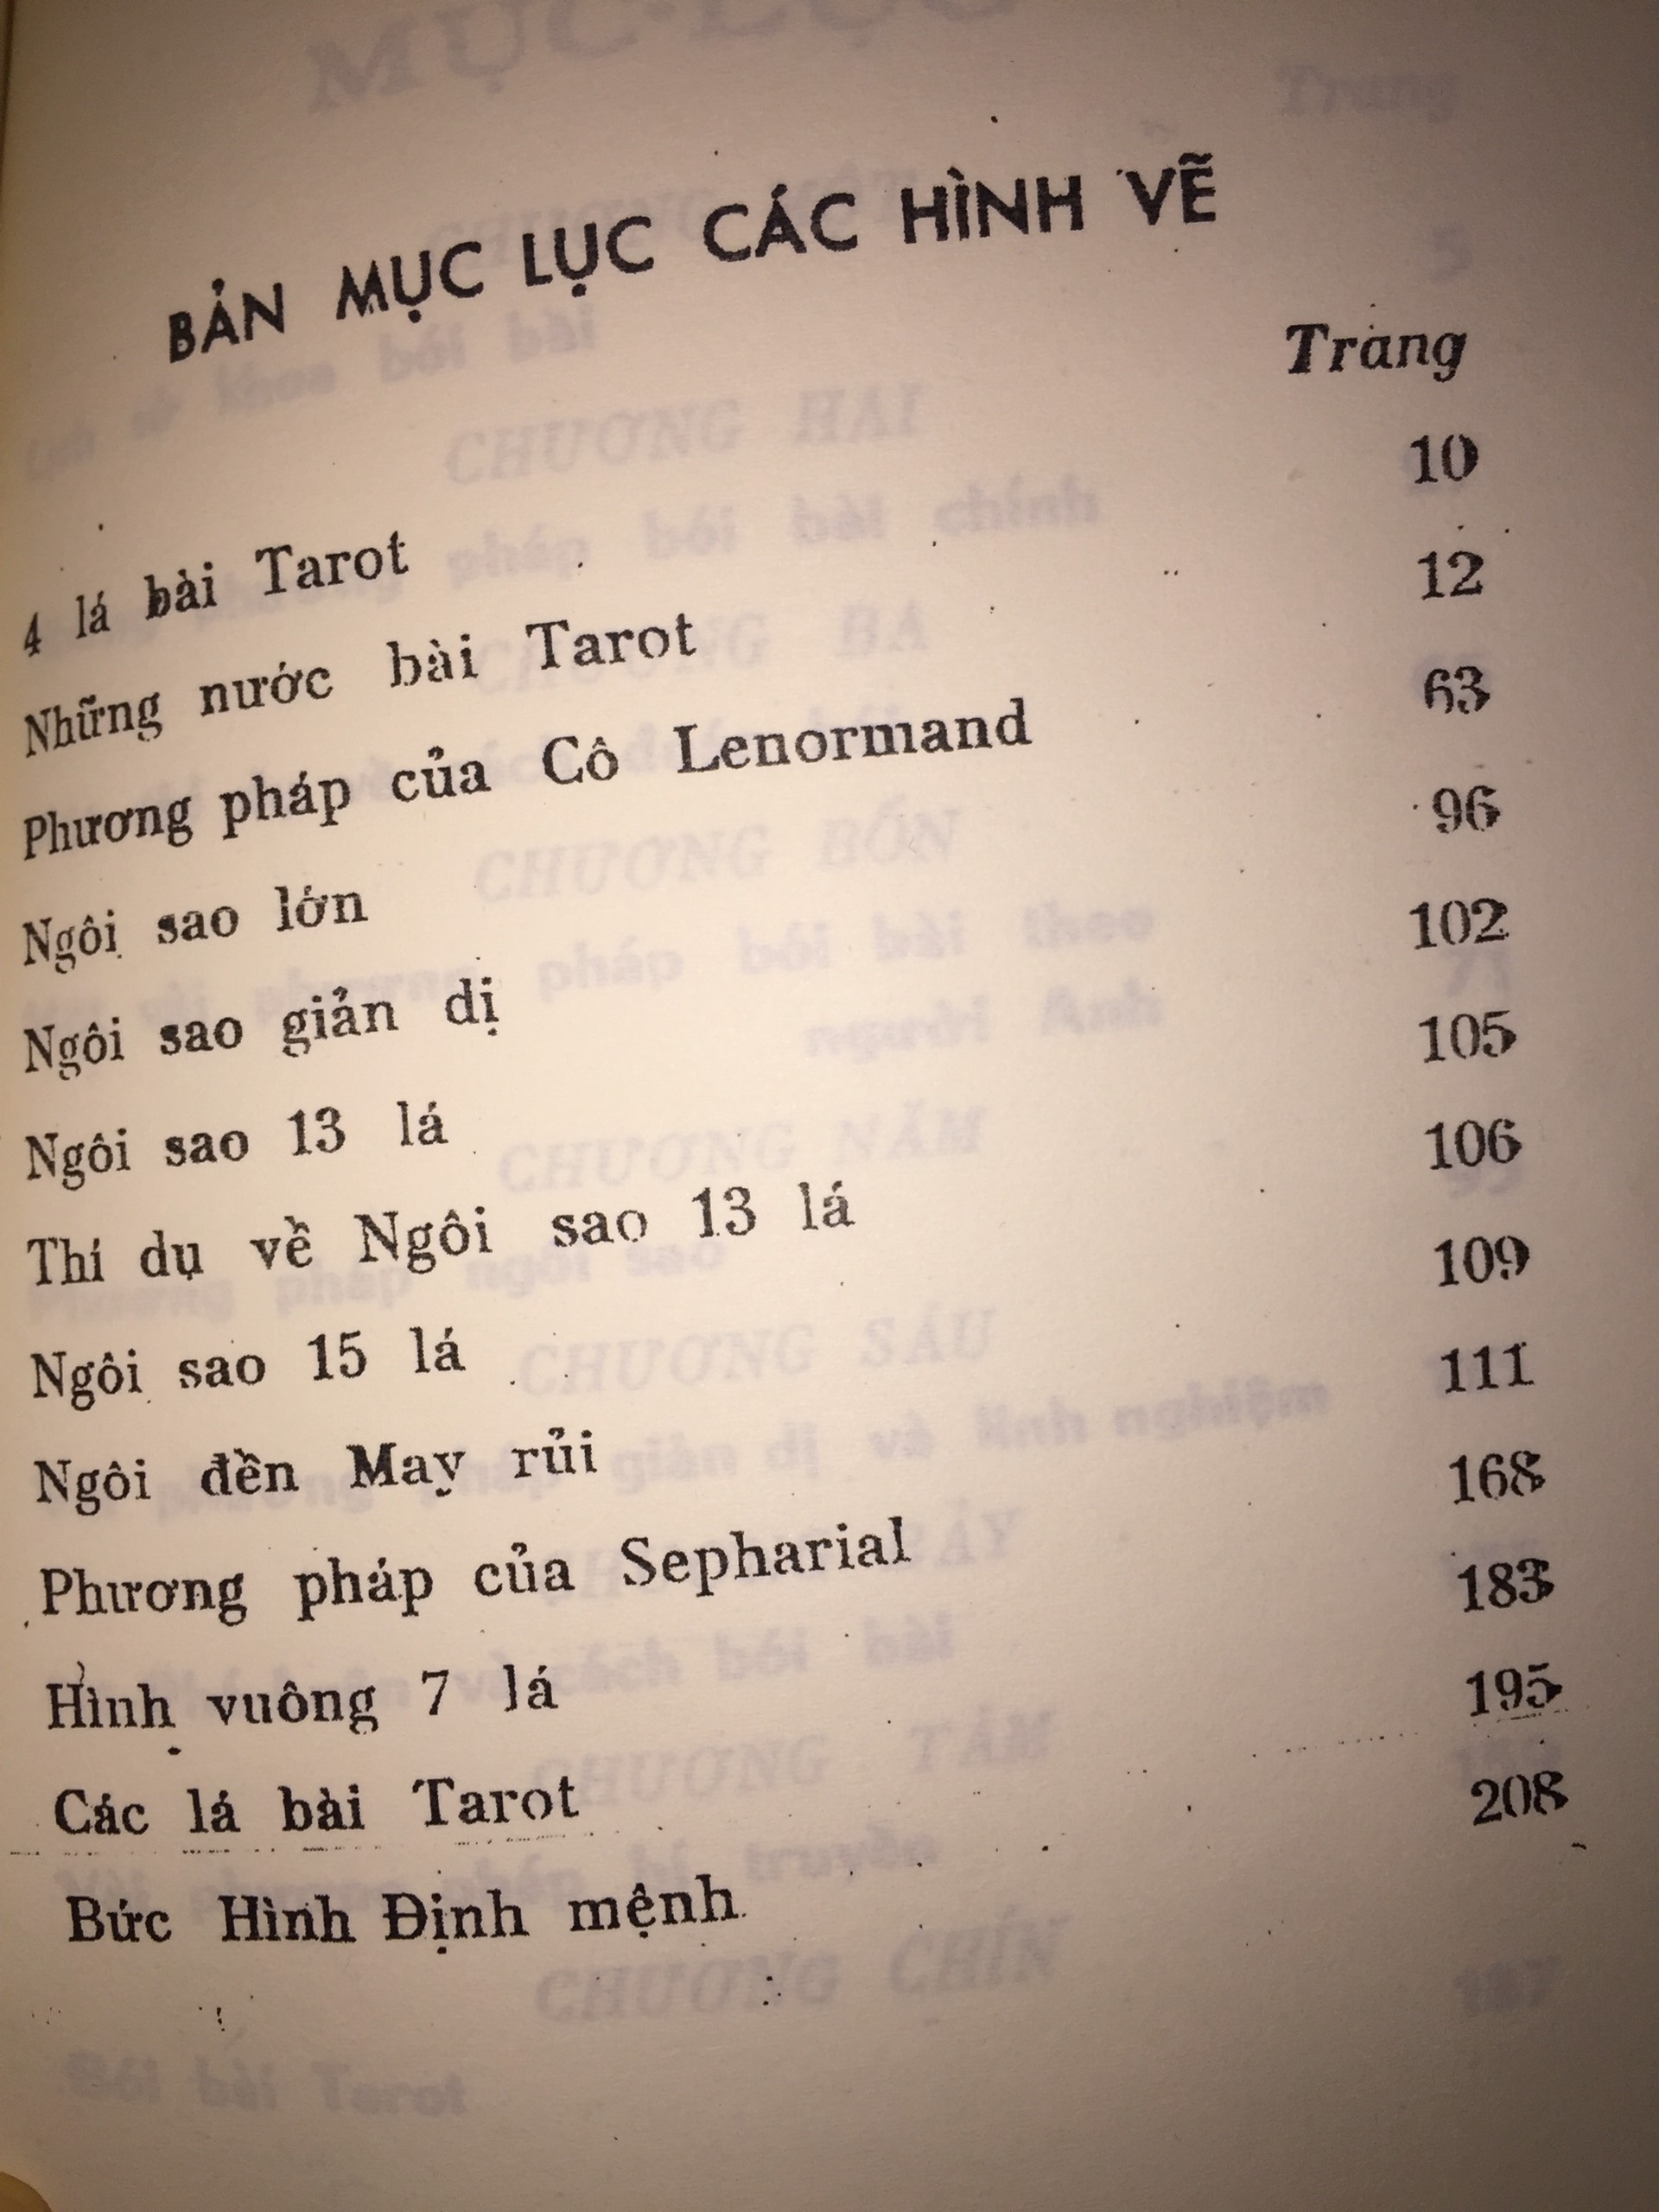 BẢN MỤC LỤC CÁC HÌNH VẼ
Trang
4 lá bài Tarot 10
Những nước bài Tarot 12
Phương pháp của Cô Lenormand 63
Ngôi sao lớn 96
Ngôi sao giản dị 102
Ngôi sao 13 lá 105
Thí dụ về Ngôi sao 13 lá 106
Ngôi sao 15 lá 109
Ngôi đền May rủi 111
Phương pháp của Sepharial 168
Hình vuông 7 lá 183
Các lá bài Tarot 195
Bức Hình Định mệnh 208